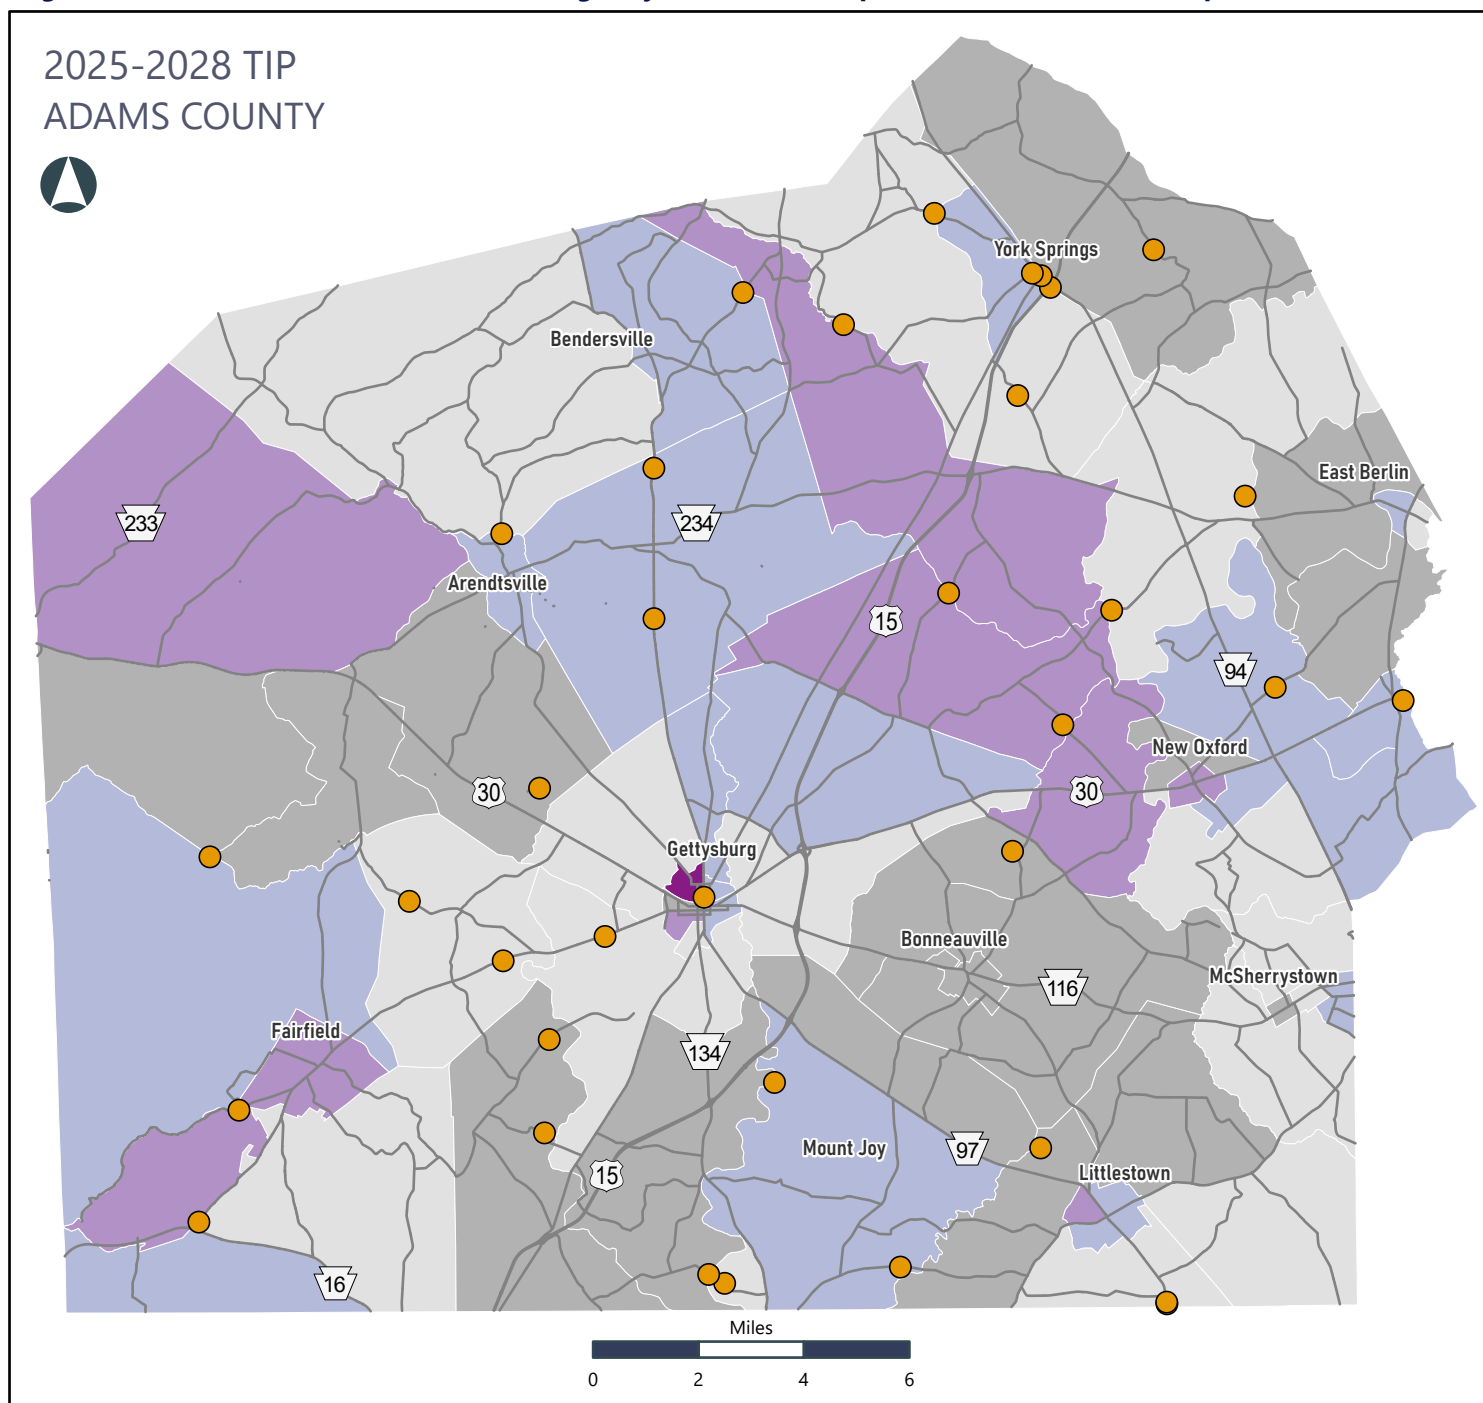 2025-2028 TIP
ADAMS COUNTY
York Springs
Bendersville
East Berlin
233
234
Arendtsville
15
94
New Oxford
30
30
Gettysburg
Bonneauville
McSherrystown
116
Fairfield
134
Mount Joy
97
Littlestown
15
16
Miles
0 2 4 6